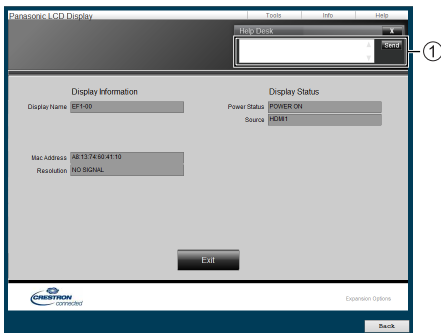 Panasonic LCD Display
Tools Info Help
Help Desk X
Send
①
Display Information Display Status
Display Name EF1-00 Power Status POWER ON
Source HDMI1
Mac Address A8:13:74:60:41:10
Resolution NO SIGNAL
Exit
CRESTRON
connected
Expansion Options
Back